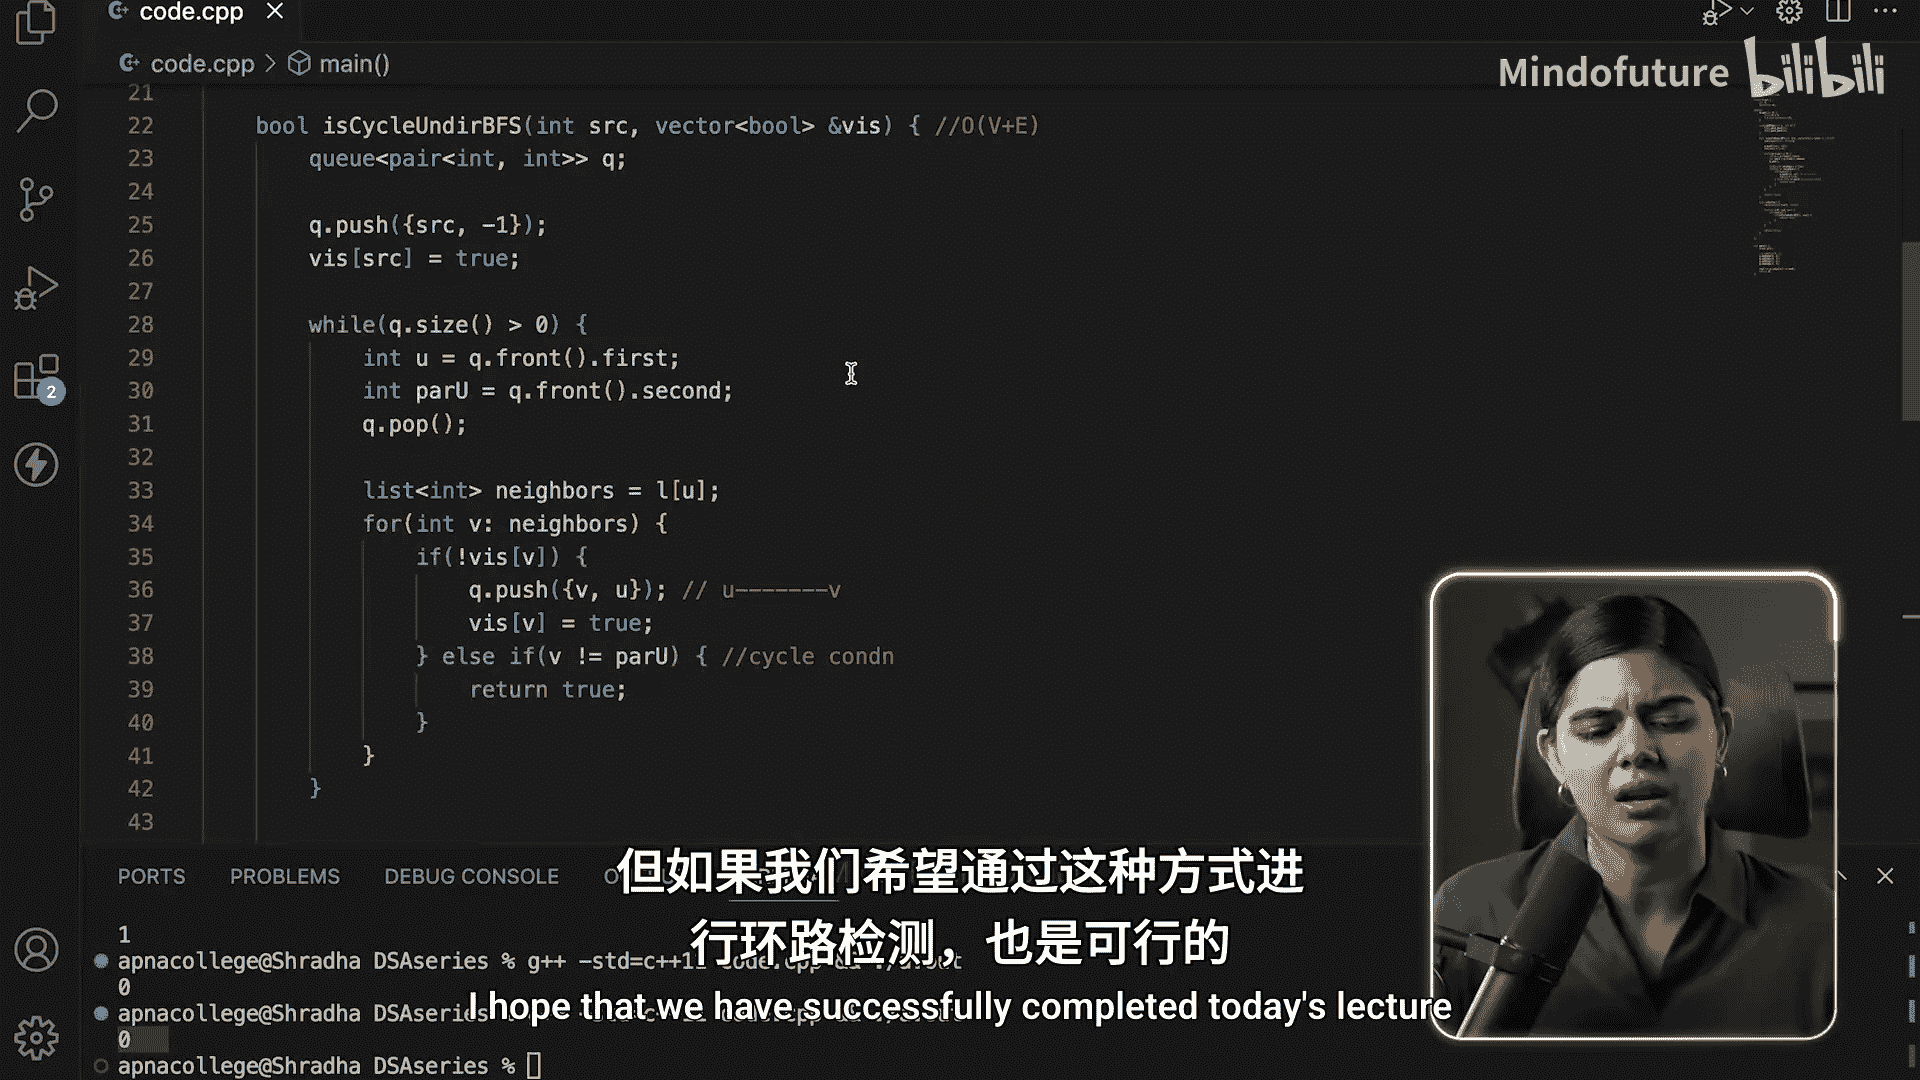 code.cpp
code.cpp > main()
Mindofuture bilibili
21
22 bool isCycleUndirBFS(int src, vector<bool> &vis) { //O(V+E)
23 queue<pair<int, int>> q;
24
25 q.push({src, -1});
26 vis[src] = true;
27
28 while(q.size() > 0) {
29 int u = q.front().first;
30 int parU = q.front().second;
31 q.pop();
32
33 list<int> neighbors = l[u];
34 for(int v: neighbors) {
35 if(!vis[v]) {
36 q.push({v, u}); // u-------v
37 vis[v] = true;
38 } else if(v != parU) { //cycle condn
39 return true;
40 }
41 }
42 }
43
2
PORTS PROBLEMS DEBUG CONSOLE
但如果我们希望通过这种方式进
行环路检测，也是可行的
1
apnacollege@Shradha DSAseries % g++ -std=c++11 code.cpp
0
I hope that we have successfully completed today's lecture
apnacollege@Shradha DSAseries
0
apnacollege@Shradha DSAseries %